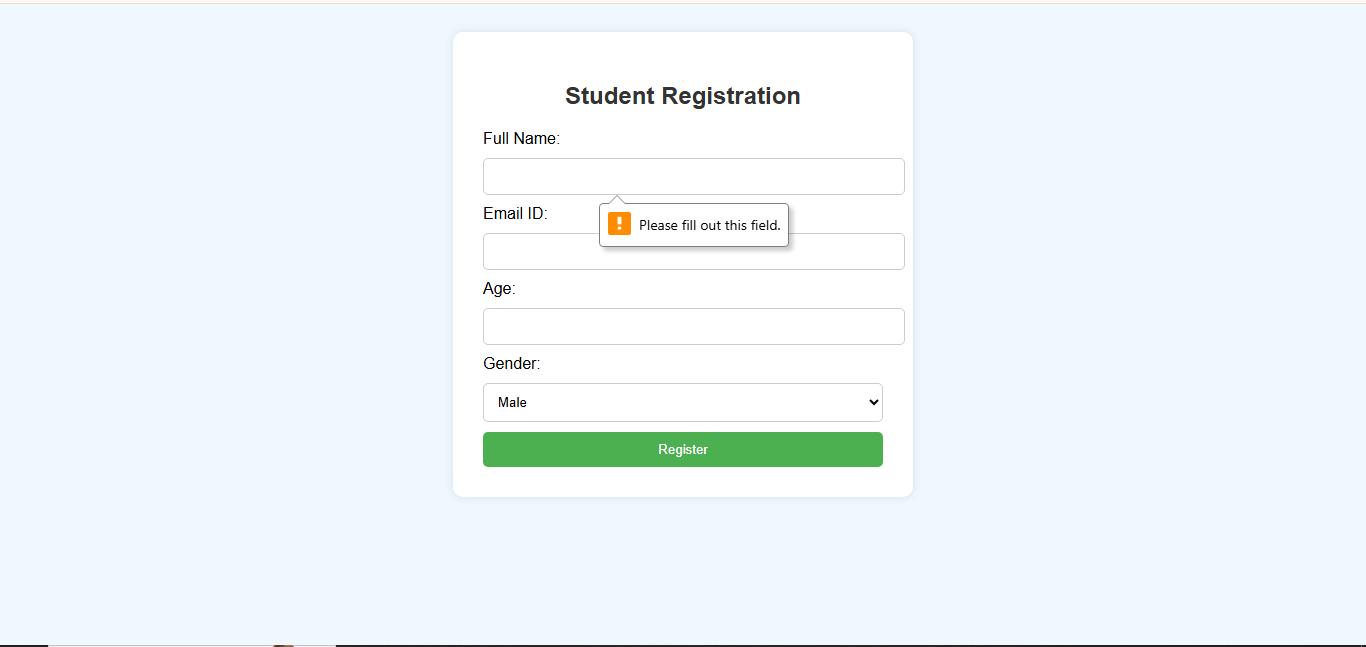 Student Registration
Full Name:
Email ID:
! Please fill out this field.
Age:
Gender:
Male
Register